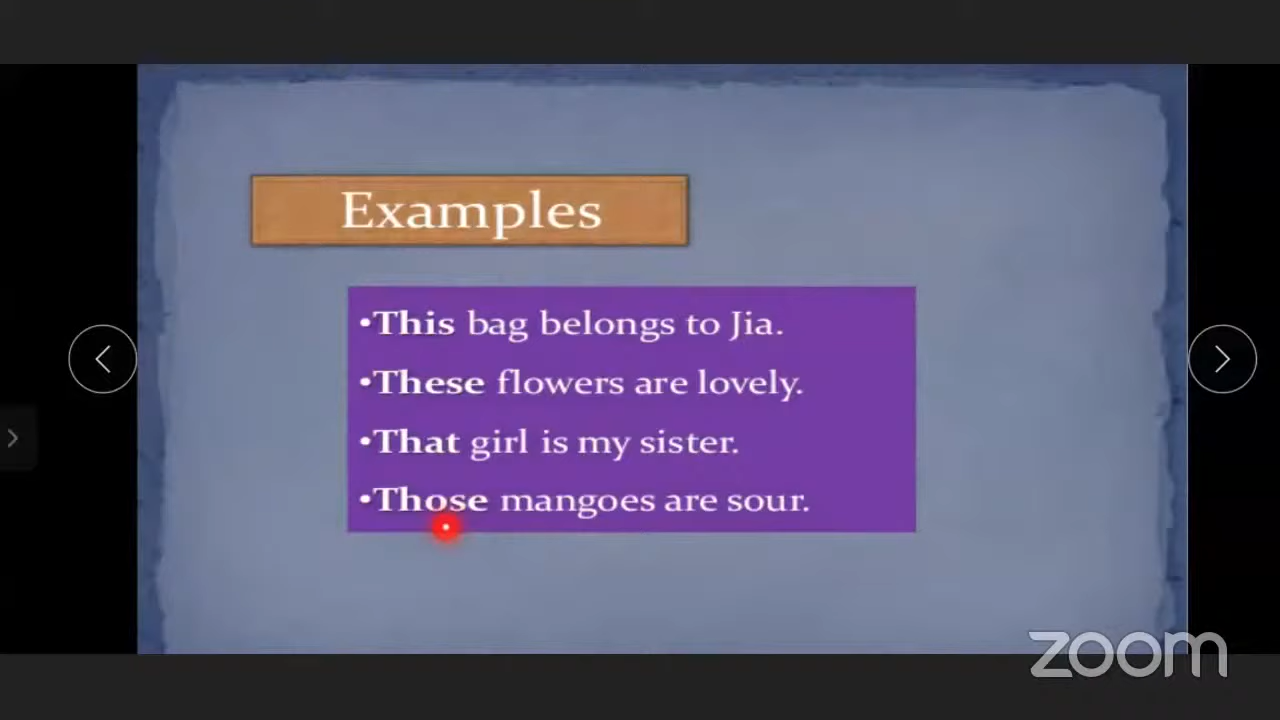 Examples
•This bag belongs to Jia.
•These flowers are lovely.
•That girl is my sister.
•Those mangoes are sour.
zoom